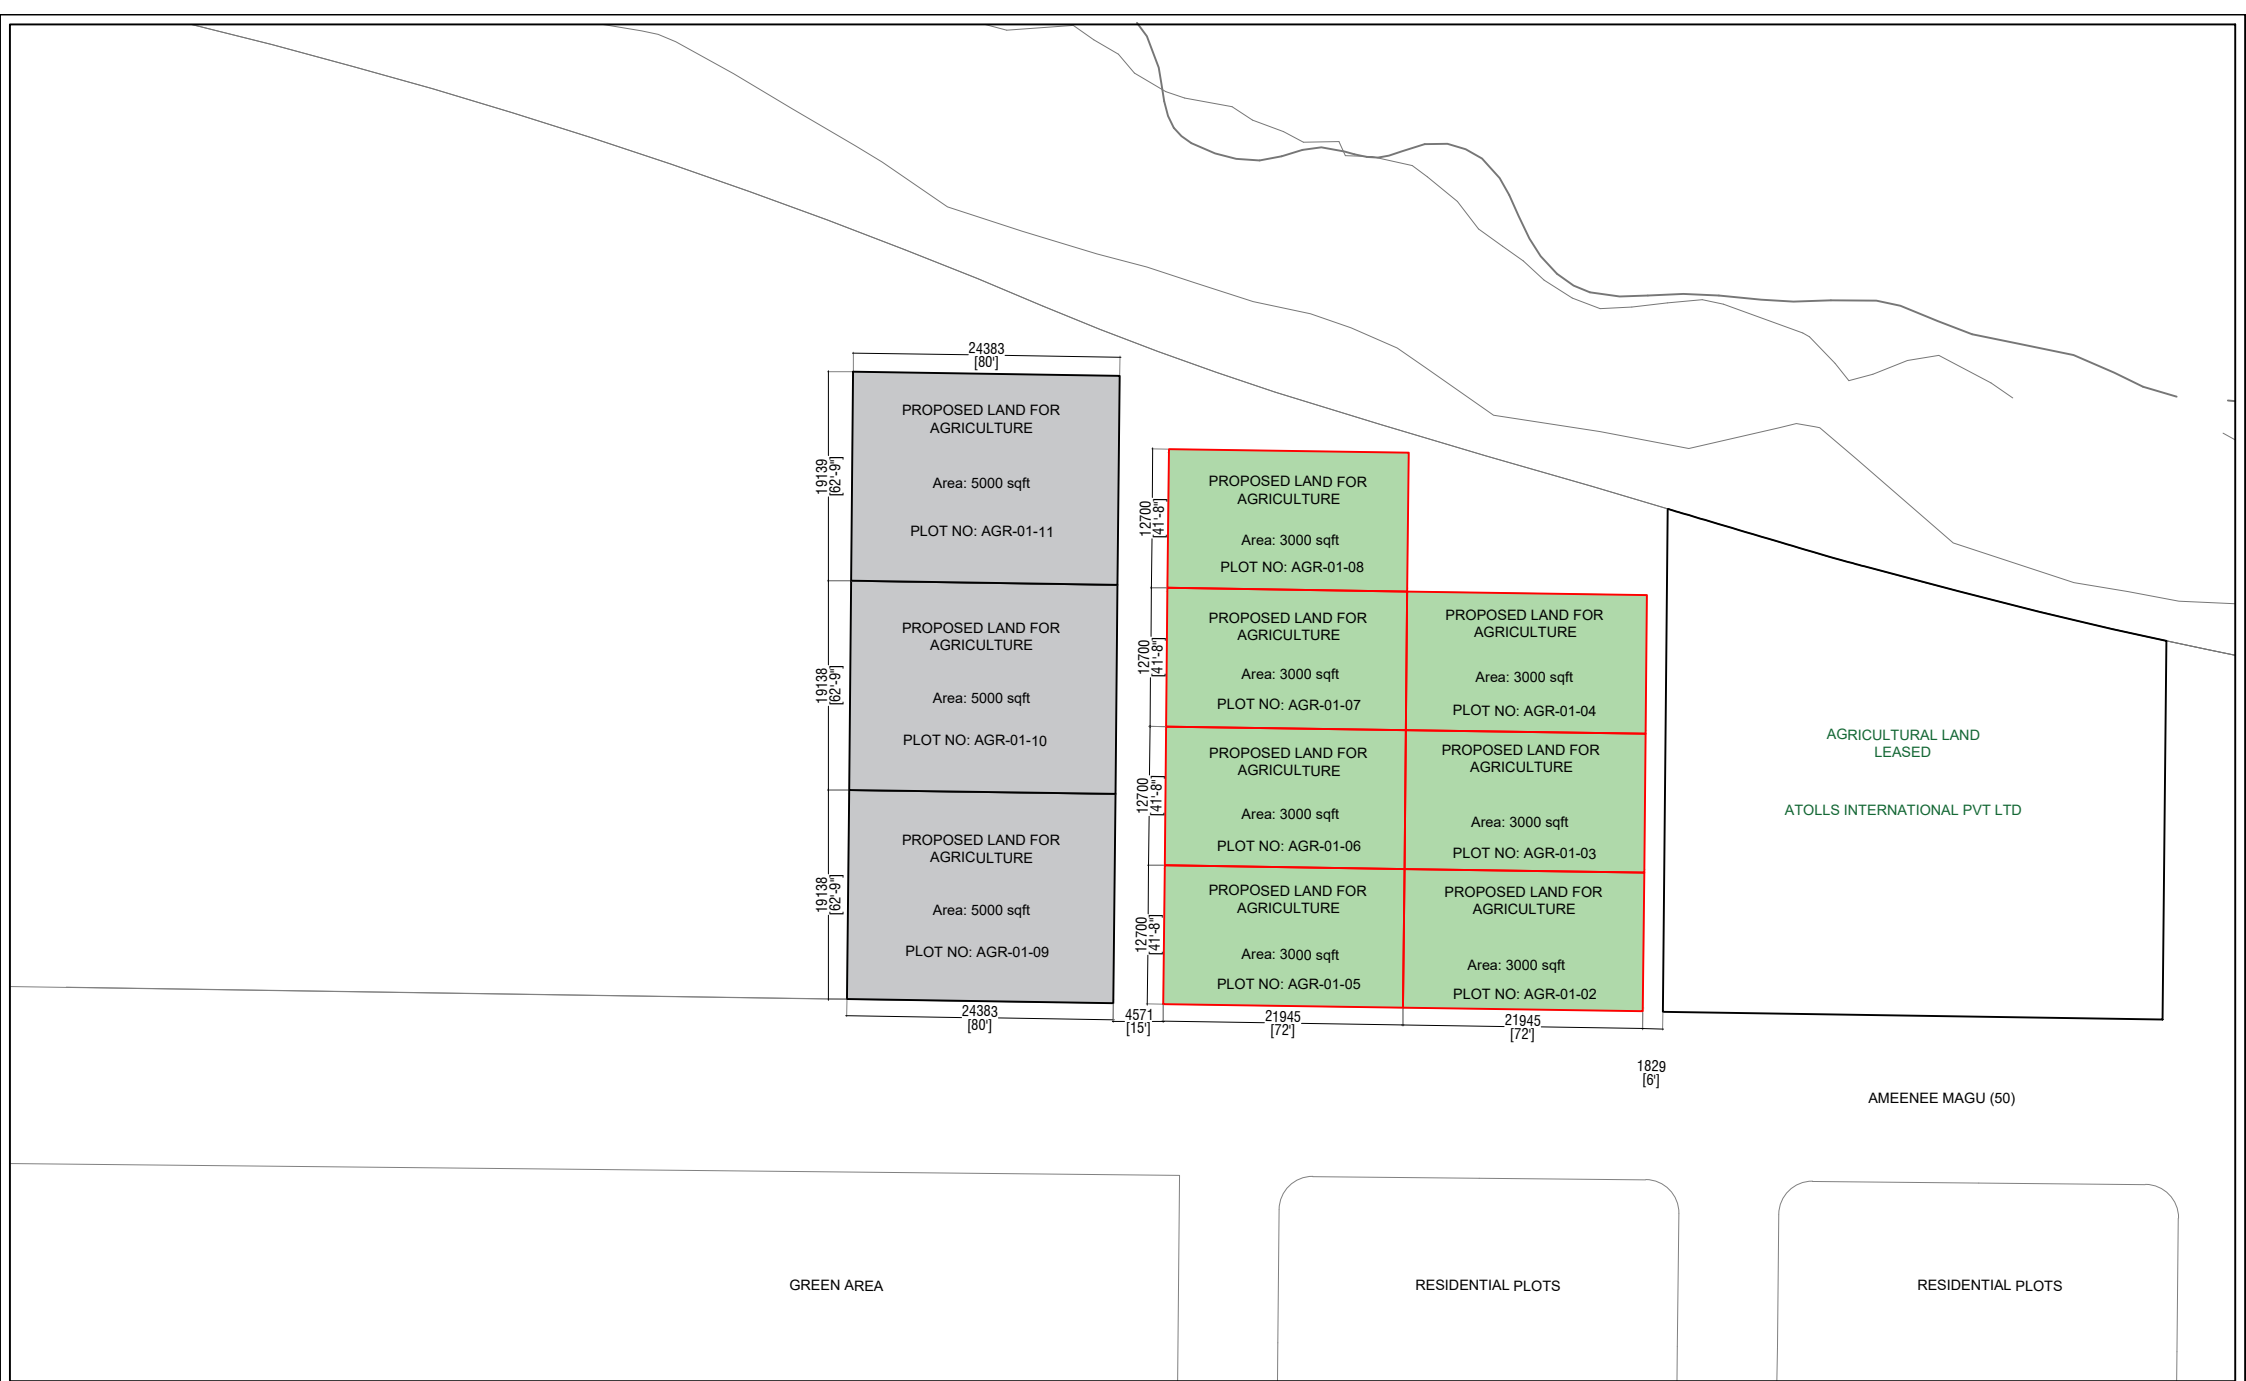 24383
[80']
PROPOSED LAND FOR
AGRICULTURE
Area: 5000 sqft
PLOT NO: AGR-01-11
19139
[62'-9"]
PROPOSED LAND FOR
AGRICULTURE
Area: 5000 sqft
PLOT NO: AGR-01-10
19138
[62'-9"]
PROPOSED LAND FOR
AGRICULTURE
Area: 5000 sqft
PLOT NO: AGR-01-09
19138
[62'-9"]
24383
[80']
4571
[15']
12700
[41'-8"]
PROPOSED LAND FOR
AGRICULTURE
Area: 3000 sqft
PLOT NO: AGR-01-08
12700
[41'-8"]
PROPOSED LAND FOR
AGRICULTURE
Area: 3000 sqft
PLOT NO: AGR-01-07
12700
[41'-8"]
PROPOSED LAND FOR
AGRICULTURE
Area: 3000 sqft
PLOT NO: AGR-01-06
12700
[41'-8"]
PROPOSED LAND FOR
AGRICULTURE
Area: 3000 sqft
PLOT NO: AGR-01-05
21945
[72']
PROPOSED LAND FOR
AGRICULTURE
Area: 3000 sqft
PLOT NO: AGR-01-04
PROPOSED LAND FOR
AGRICULTURE
Area: 3000 sqft
PLOT NO: AGR-01-03
PROPOSED LAND FOR
AGRICULTURE
Area: 3000 sqft
PLOT NO: AGR-01-02
21945
[72']
1829
[6']
AGRICULTURAL LAND
LEASED
ATOLLS INTERNATIONAL PVT LTD
AMEENEE MAGU (50)
GREEN AREA
RESIDENTIAL PLOTS
RESIDENTIAL PLOTS